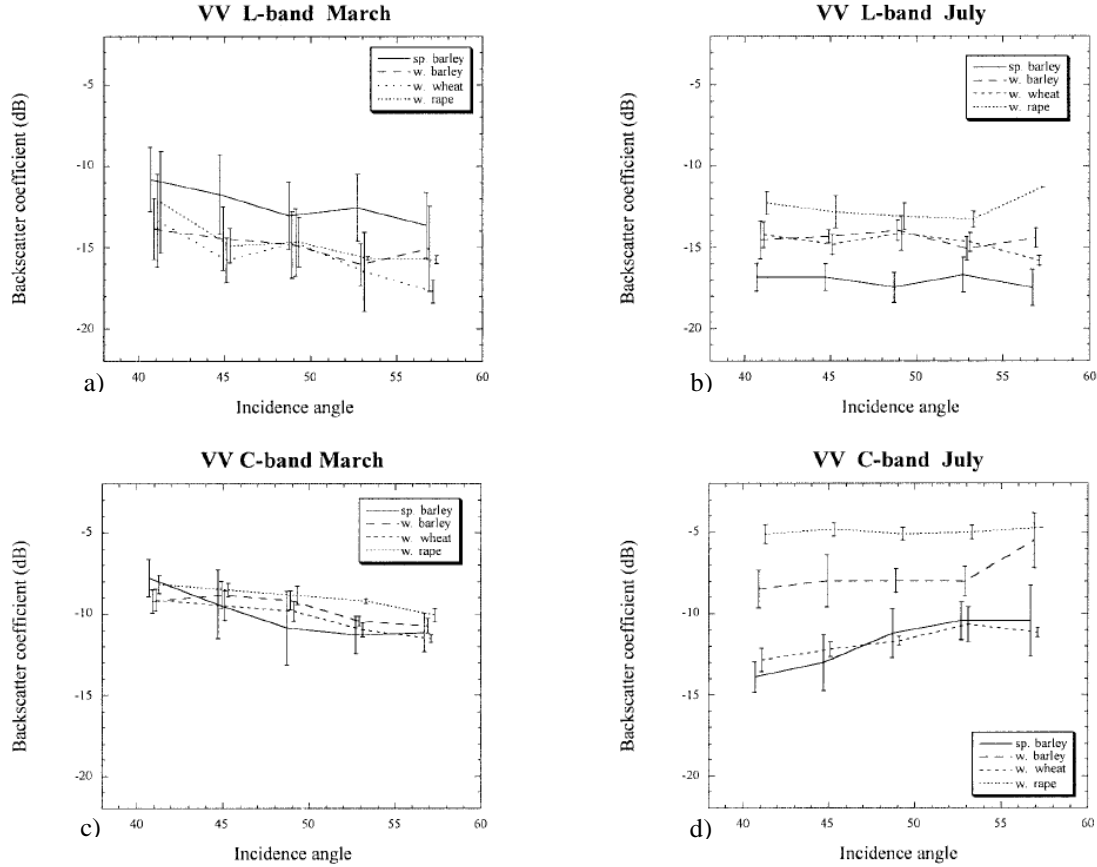 VV L-band March
Backscatter coefficient (dB)
-5
-10
-15
-20
sp. barley
w. barley
w. wheat
w. rape
40
45
50
55
60
a)
Incidence angle
VV L-band July
Backscatter coefficient (dB)
-5
-10
-15
-20
sp. barley
w. barley
w. wheat
w. rape
40
45
50
55
60
b)
Incidence angle
VV C-band March
Backscatter coefficient (dB)
-5
-10
-15
-20
sp. barley
w. barley
w. wheat
w. rape
40
45
50
55
60
c)
Incidence angle
VV C-band July
Backscatter coefficient (dB)
-5
-10
-15
-20
sp. barley
w. barley
w. wheat
w. rape
40
45
50
55
60
d)
Incidence angle